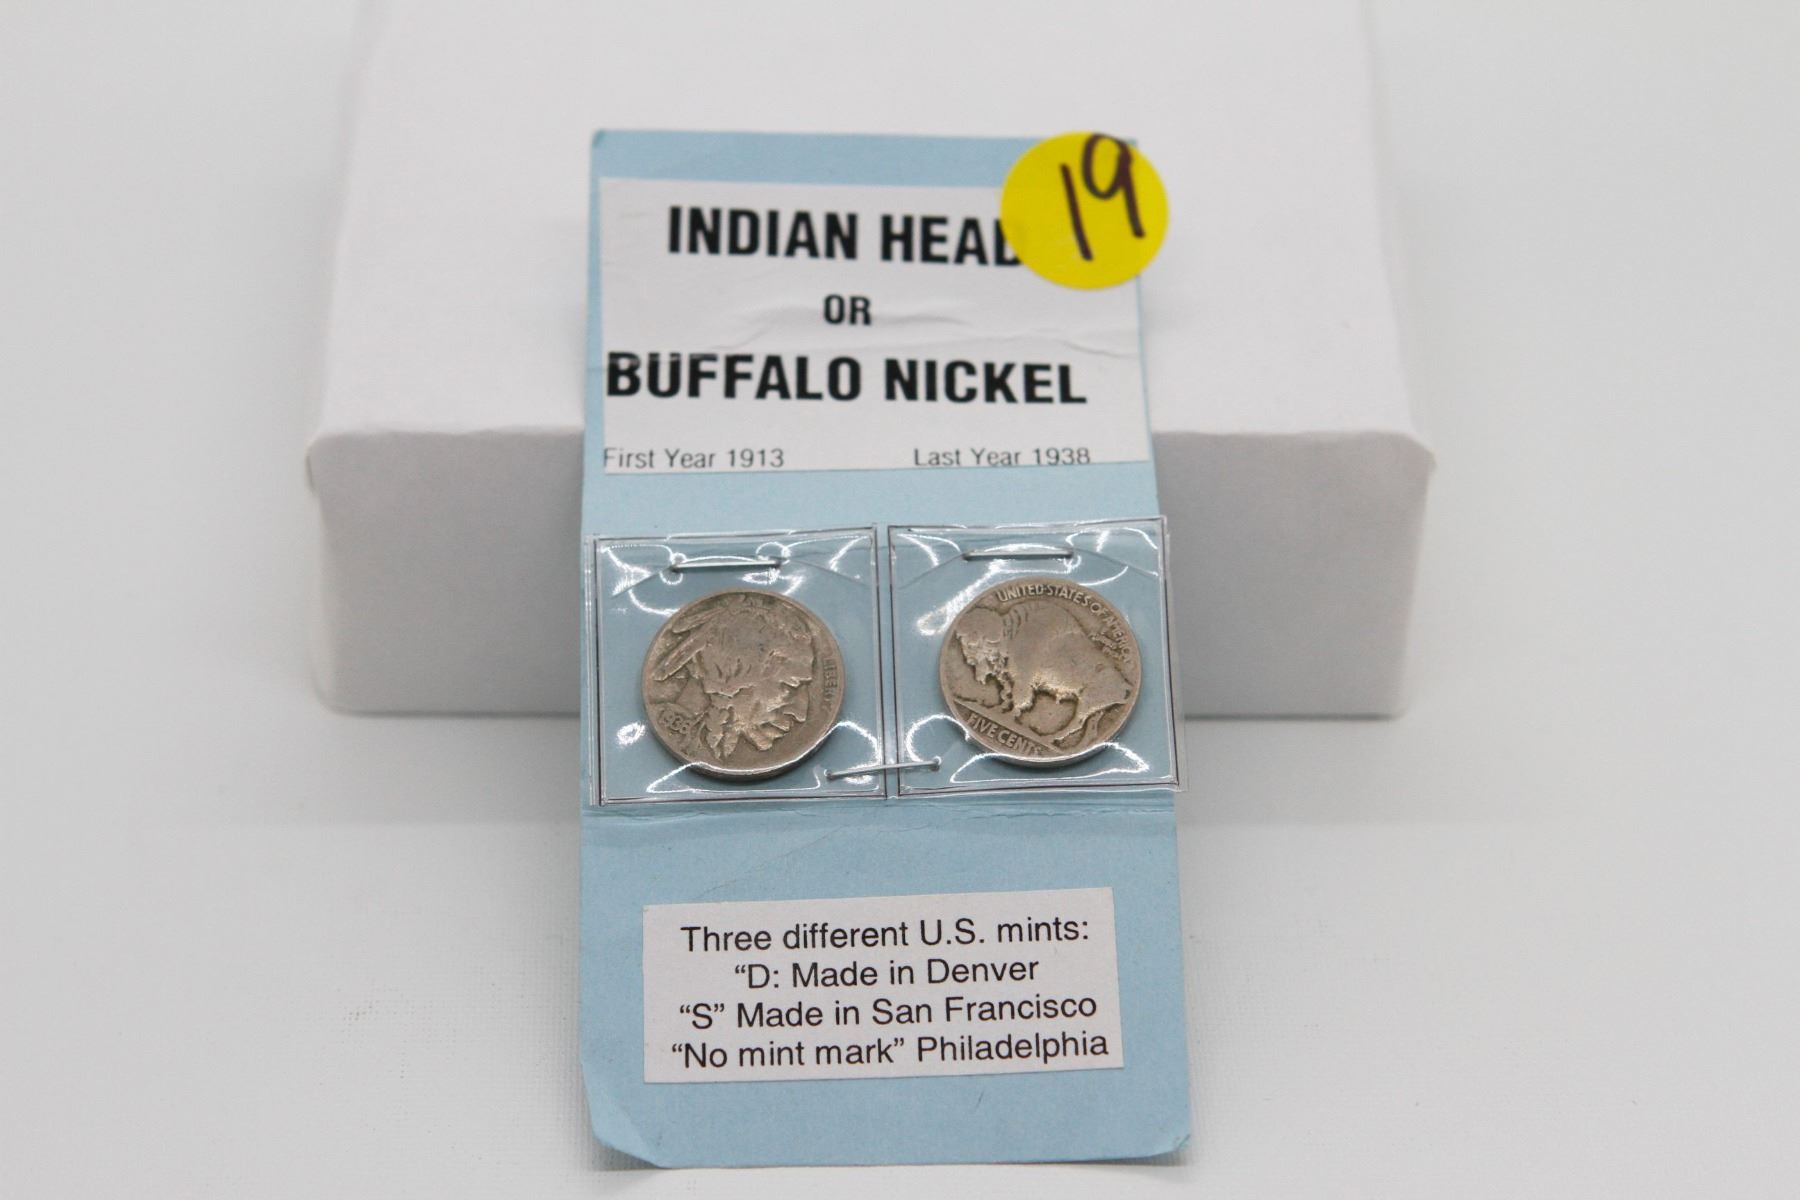 19
INDIAN HEAD
OR
BUFFALO NICKEL
First Year 1913 Last Year 1938
LIBERTY
1936
UNITED·STATES OF AMERICA
FIVE CENTS
Three different U.S. mints:
“D: Made in Denver
“S” Made in San Francisco
“No mint mark” Philadelphia